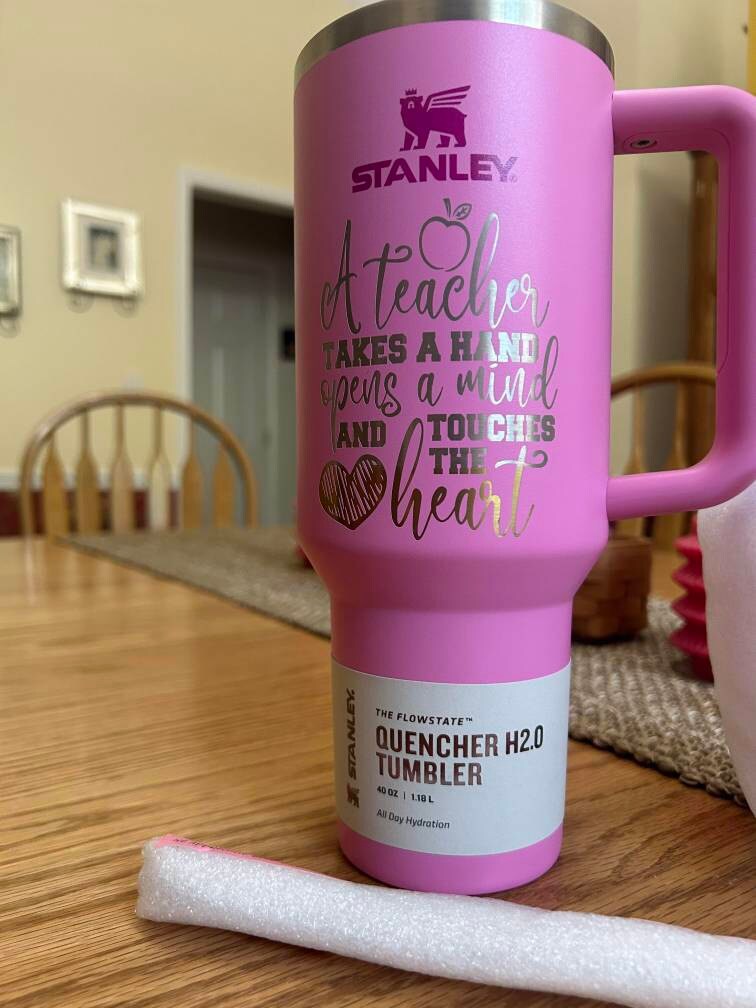 STANLEY®
A teacher
TAKES A HAND
opens a mind
AND TOUCHES
THE
heart
STANLEY®
THE FLOWSTATE™
QUENCHER H2.0
TUMBLER
40 OZ | 1.18 L
All Day Hydration